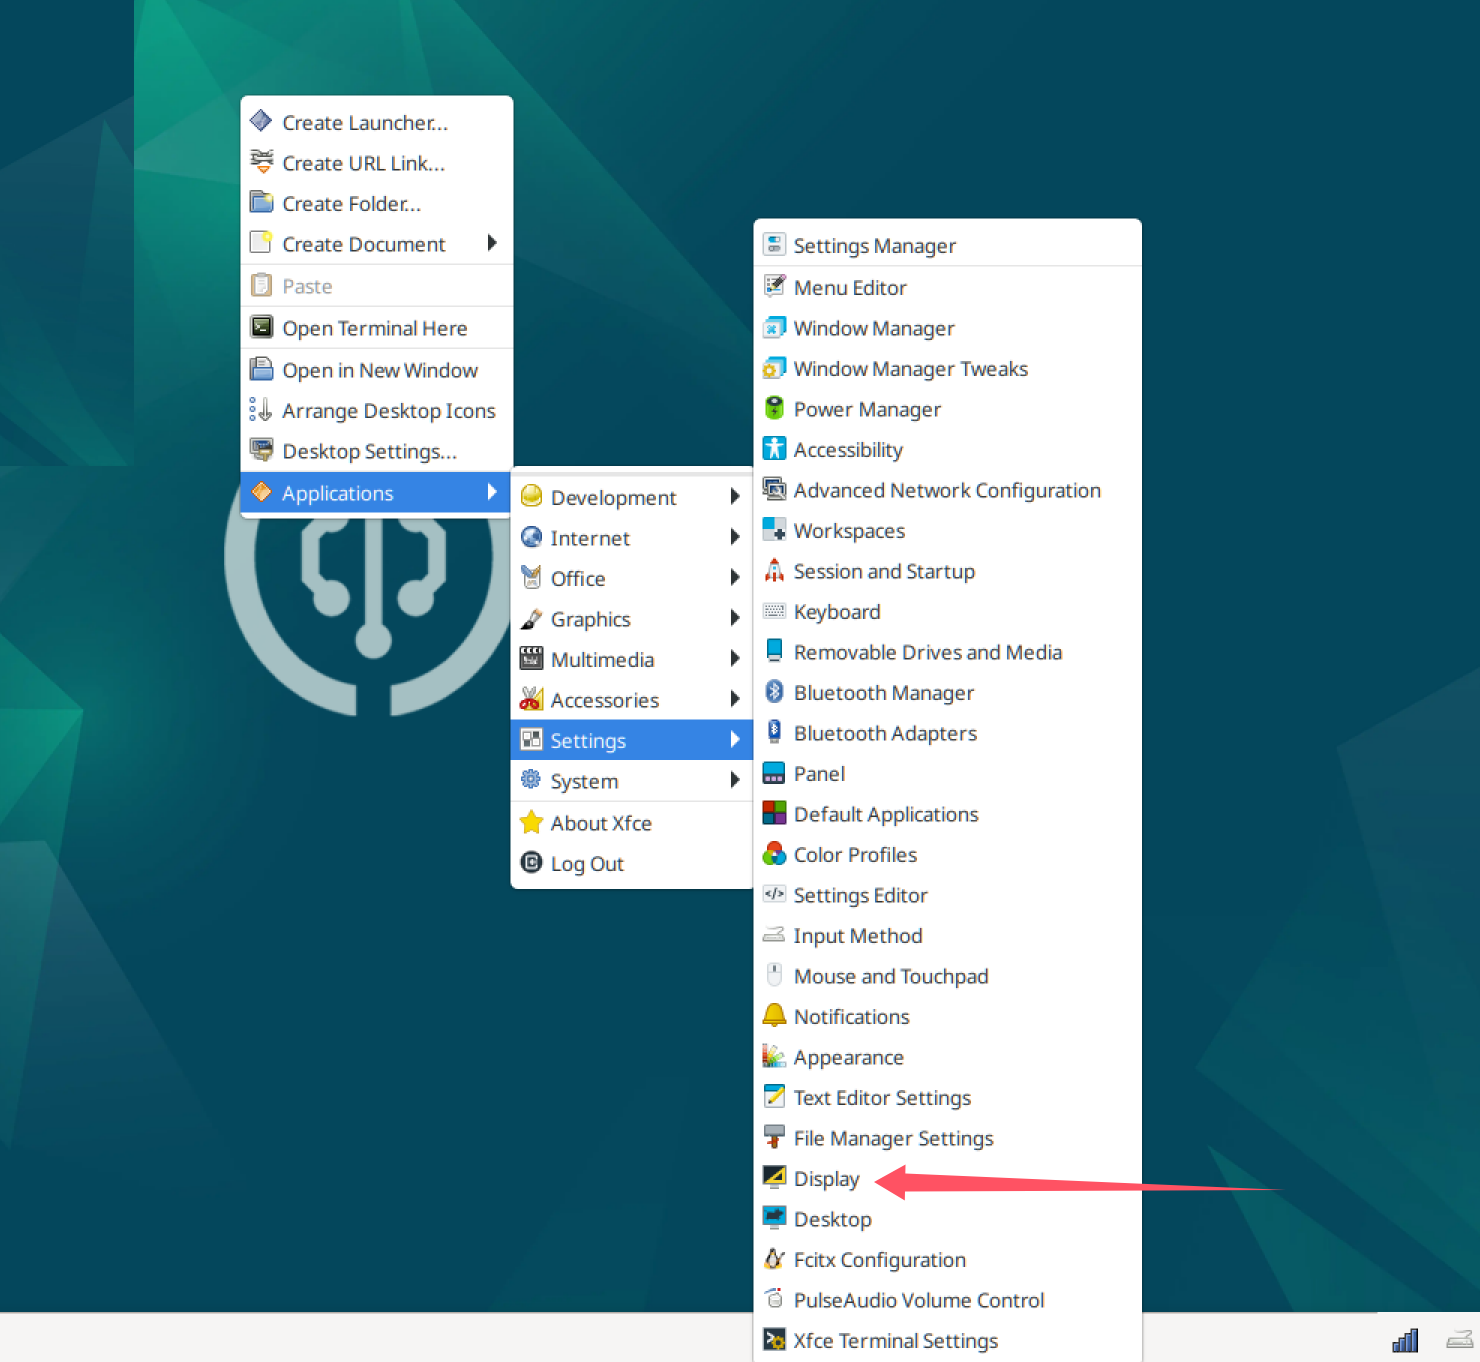 Create Launcher...
Create URL Link...
Create Folder...
Create Document
Paste
Open Terminal Here
Open in New Window
Arrange Desktop Icons
Desktop Settings...
Applications
Development
Internet
Office
Graphics
Multimedia
Accessories
Settings
System
About Xfce
Log Out
Settings Manager
Menu Editor
Window Manager
Window Manager Tweaks
Power Manager
Accessibility
Advanced Network Configuration
Workspaces
Session and Startup
Keyboard
Removable Drives and Media
Bluetooth Manager
Bluetooth Adapters
Panel
Default Applications
Color Profiles
Settings Editor
Input Method
Mouse and Touchpad
Notifications
Appearance
Text Editor Settings
File Manager Settings
Display
Desktop
Fcitx Configuration
PulseAudio Volume Control
Xfce Terminal Settings